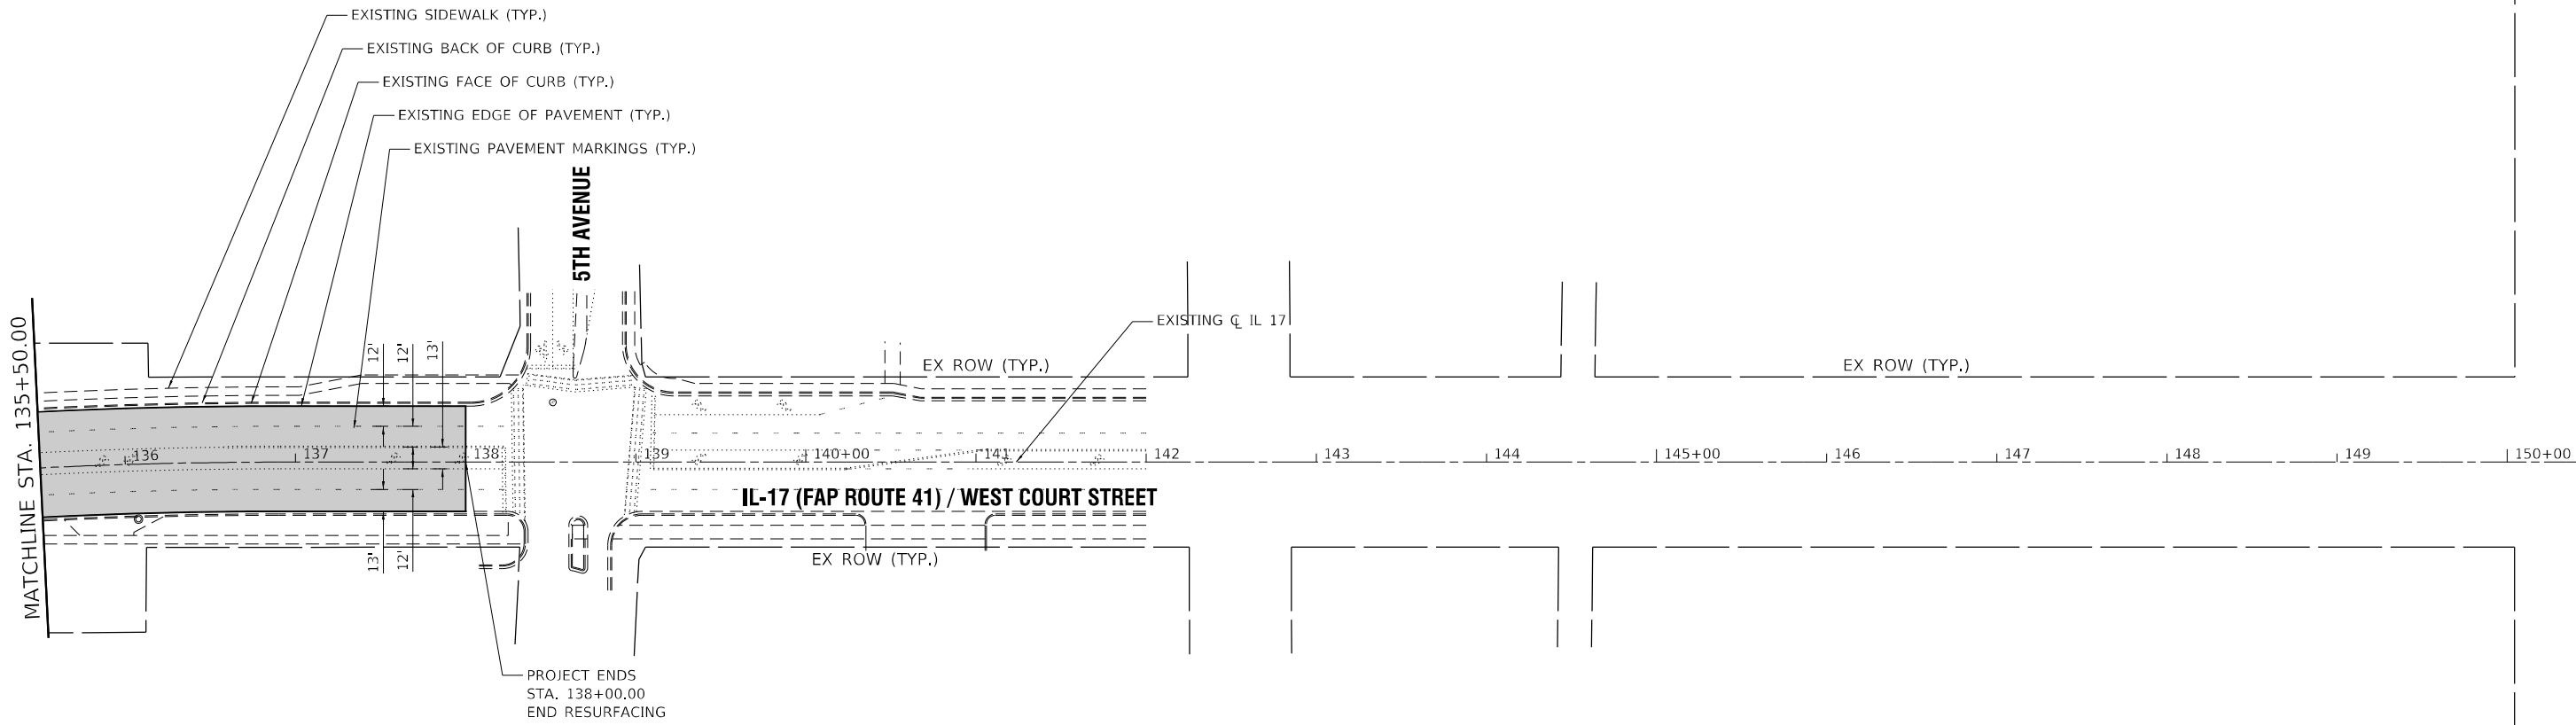 EXISTING SIDEWALK (TYP.)
EXISTING BACK OF CURB (TYP.)
EXISTING FACE OF CURB (TYP.)
EXISTING EDGE OF PAVEMENT (TYP.)
EXISTING PAVEMENT MARKINGS (TYP.)
5TH AVENUE
MATCHLINE STA. 135+50.00
12'
12'
13'
EXISTING ℄ IL 17
EX ROW (TYP.)
EX ROW (TYP.)
136
137
138
139
140+00
141
142
143
144
145+00
146
147
148
149
150+00
IL-17 (FAP ROUTE 41) / WEST COURT STREET
13'
12'
EX ROW (TYP.)
PROJECT ENDS
STA. 138+00.00
END RESURFACING